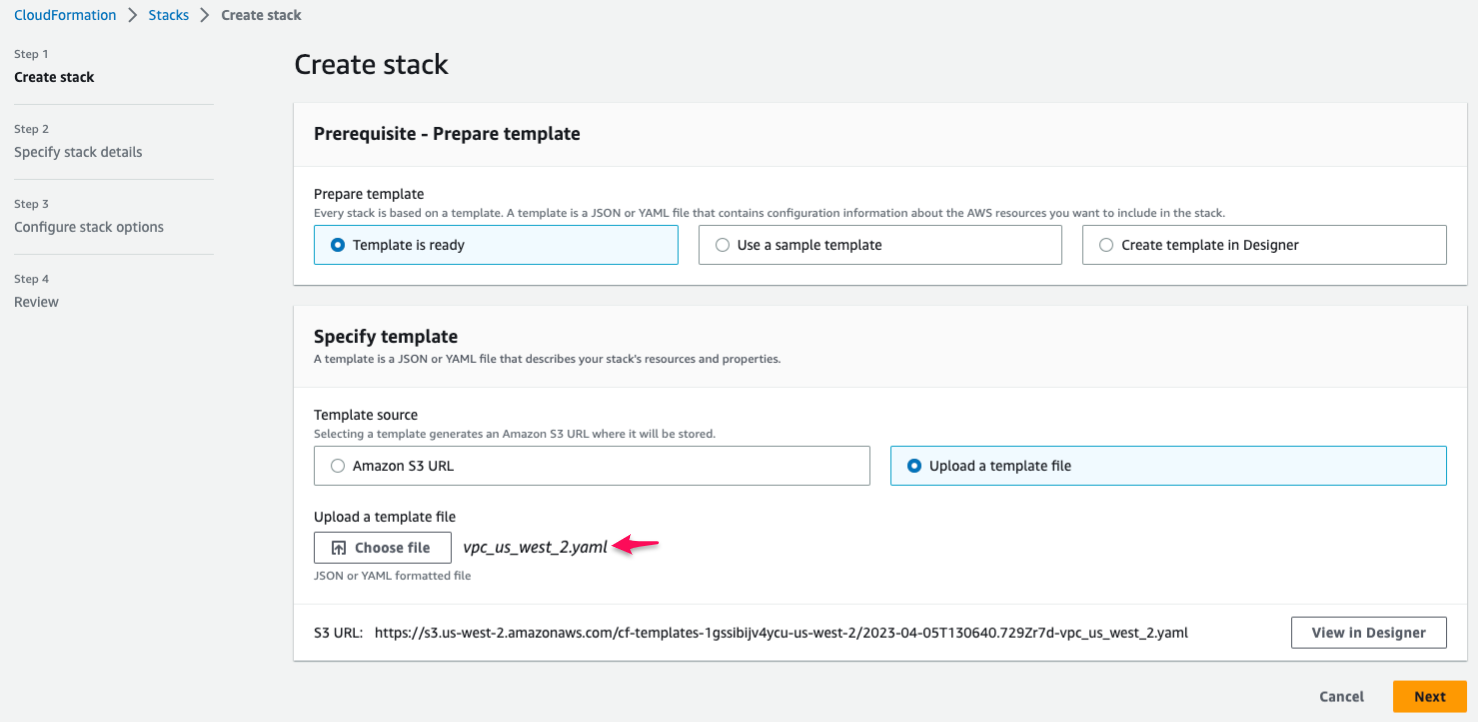 CloudFormation > Stacks > Create stack
Step 1
Create stack
Step 2
Specify stack details
Step 3
Configure stack options
Step 4
Review
Create stack
Prerequisite - Prepare template
Prepare template
Every stack is based on a template. A template is a JSON or YAML file that contains configuration information about the AWS resources you want to include in the stack.
Template is ready
Use a sample template
Create template in Designer
Specify template
A template is a JSON or YAML file that describes your stack's resources and properties.
Template source
Selecting a template generates an Amazon S3 URL where it will be stored.
Amazon S3 URL
Upload a template file
Upload a template file
Choose file
vpc_us_west_2.yaml
JSON or YAML formatted file
S3 URL: https://s3.us-west-2.amazonaws.com/cf-templates-1gssibijv4ycu-us-west-2/2023-04-05T130640.729Zr7d-vpc_us_west_2.yaml
View in Designer
Cancel
Next